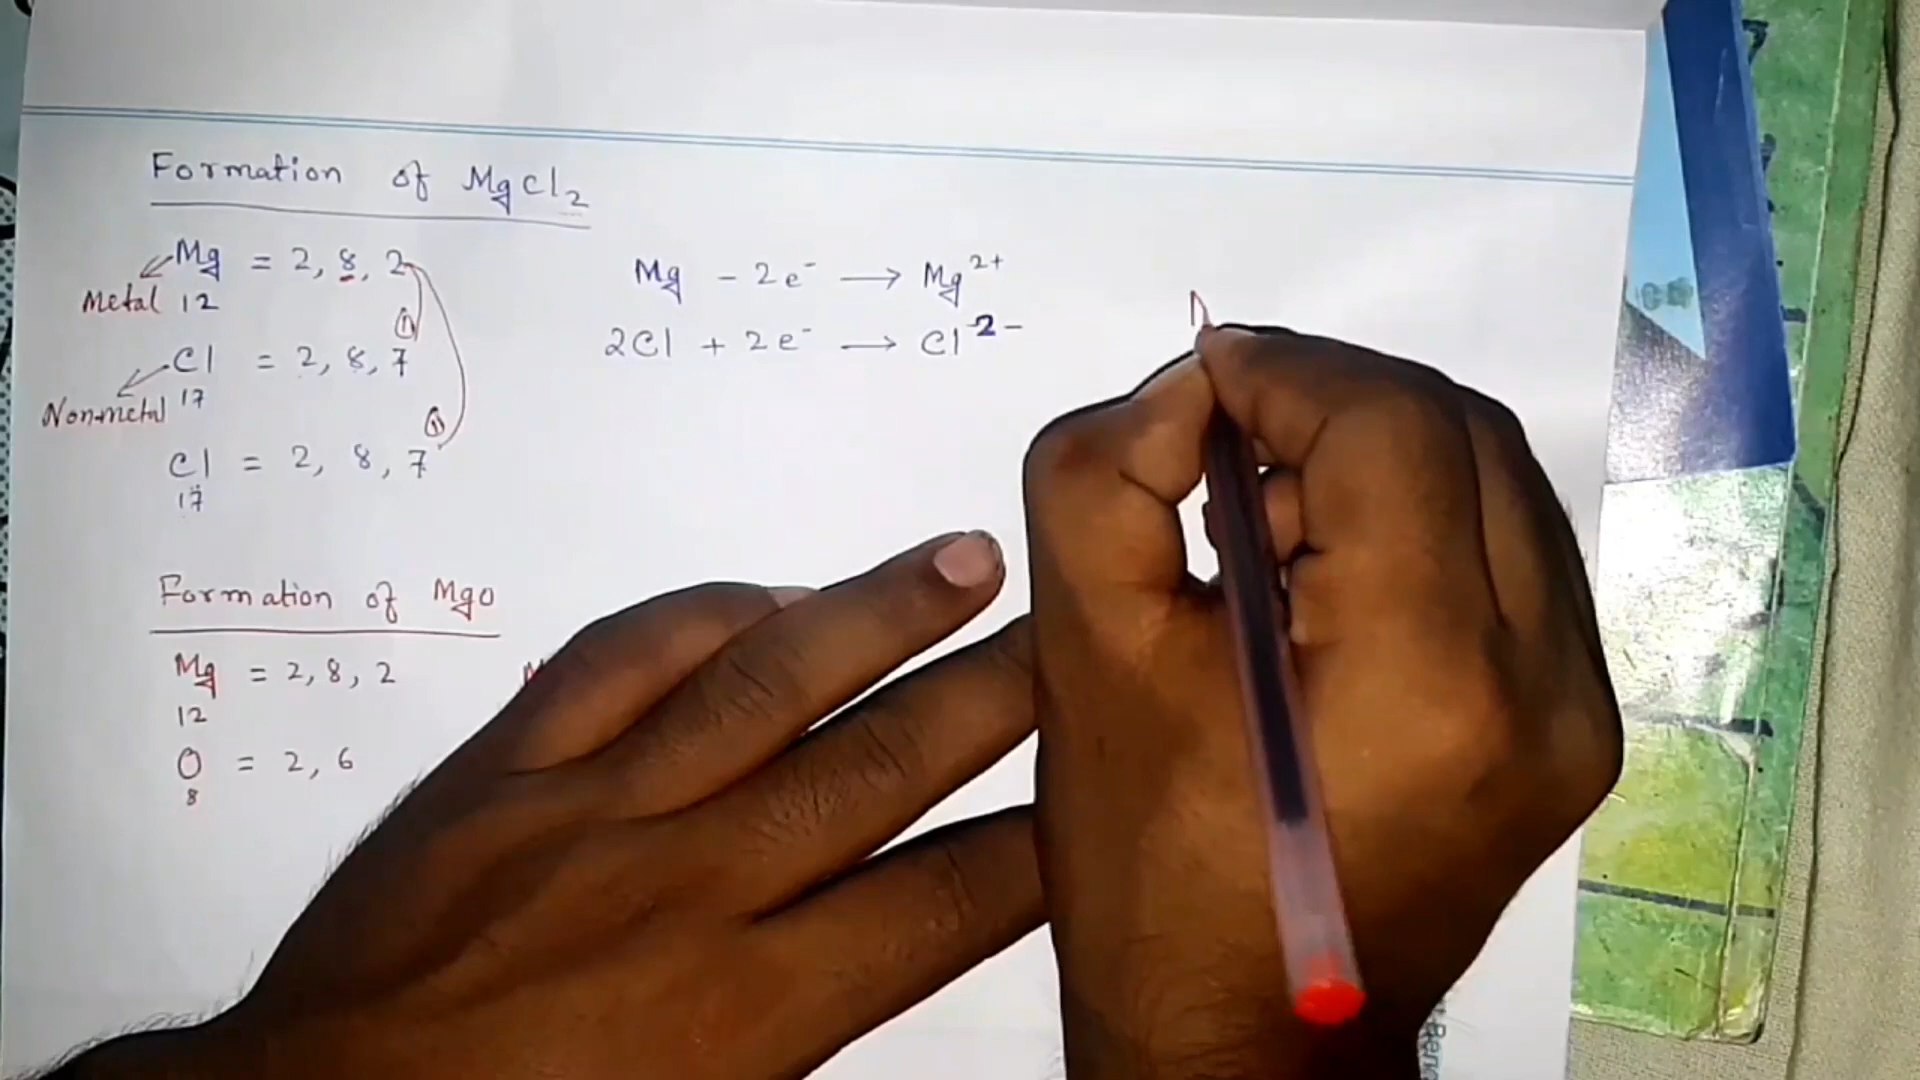 Formation of MgCl₂
Mg = 2, 8, 2
Metal 12
①
Cl = 2, 8, 7
Nonmetal 17
①
Cl = 2, 8, 7
17
Mg - 2e⁻ ⟶ Mg²⁺
2Cl + 2e⁻ ⟶ Cl²⁻
Formation of MgO
Mg = 2, 8, 2
12
O = 2, 6
8